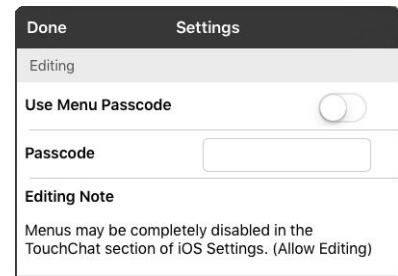 Done Settings
Editing
Use Menu Passcode
Passcode
Editing Note
Menus may be completely disabled in the
TouchChat section of iOS Settings. (Allow Editing)